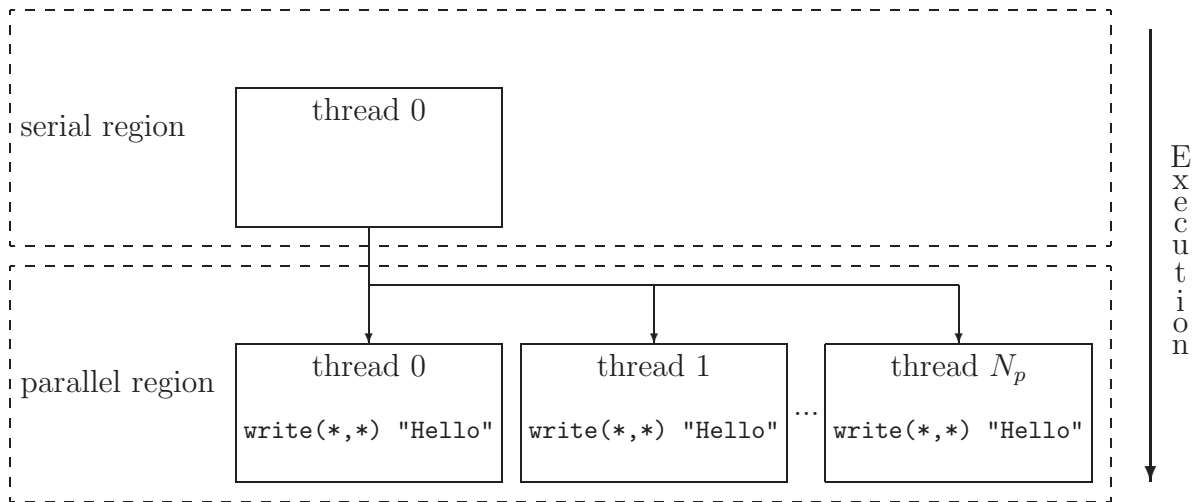 thread 0
serial region
thread 0
thread 1
thread $N_p$
parallel region
...
write(*,*) "Hello"
write(*,*) "Hello"
write(*,*) "Hello"
Execution